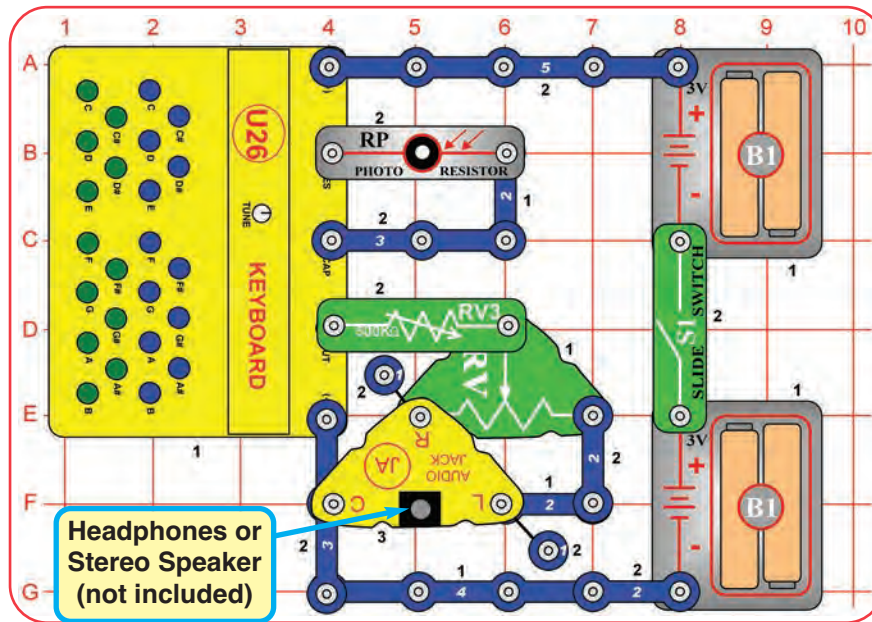 1 2 3 4 5 6 7 8 9 10
A
B
C
D
E
F
G
C C
C# C#
D D
D# D#
E E
F F
F# F#
G G
G# G#
A A
A# A#
B B
U26
TUNE
KEYBOARD
1
5
2
2
RP
PHOTO RESISTOR
2
1
2
3
CAP
2
RV3
500KΩ
1
RV
2
1
R
JA
AUDIO
JACK
C L
3
2
2
1
2
1
2
2
3
1
4
2
2
3V
+
-
B1
1
S1
SLIDE SWITCH
2
1
3V
+
-
B1
Headphones or
Stereo Speaker
(not included)